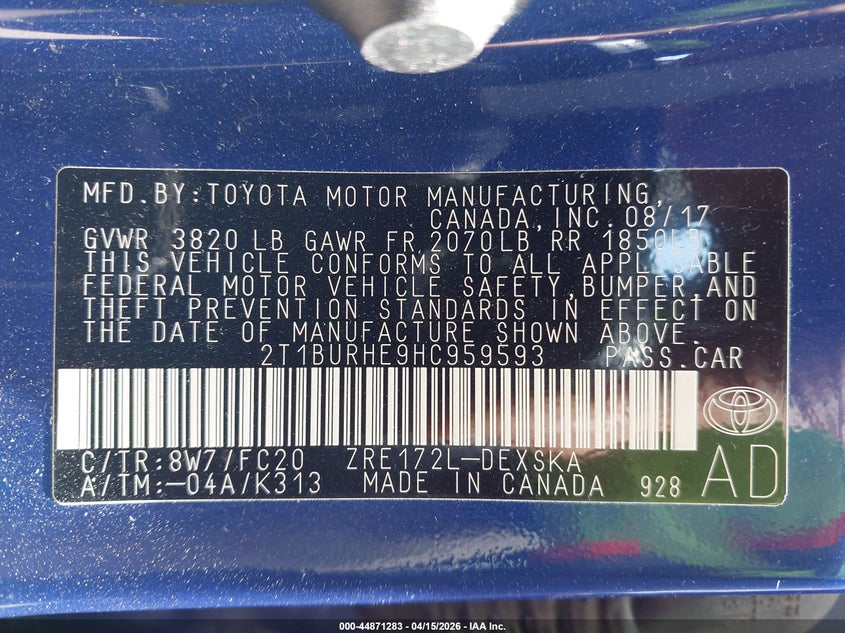 MFD.BY:TOYOTA MOTOR MANUFACTURING,
CANADA,INC. 08/17
GVWR 3820 LB GAWR FR 2070LB RR 1850LB
THIS VEHICLE CONFORMS TO ALL APPLICABLE
FEDERAL MOTOR VEHICLE SAFETY,BUMPER,AND
THEFT PREVENTION STANDARDS IN EFFECT ON
THE DATE OF MANUFACTURE SHOWN ABOVE.
2T1BURHE9HC959593 PASS.CAR
C/TR:8W7/FC20 ZRE172L-DEXSKA
A/TM:-04A/K313 MADE IN CANADA 928 AD
000-44871283 - 04/15/2026 - IAA Inc.